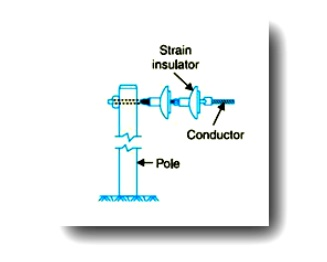 Strain
insulator
Conductor
Pole